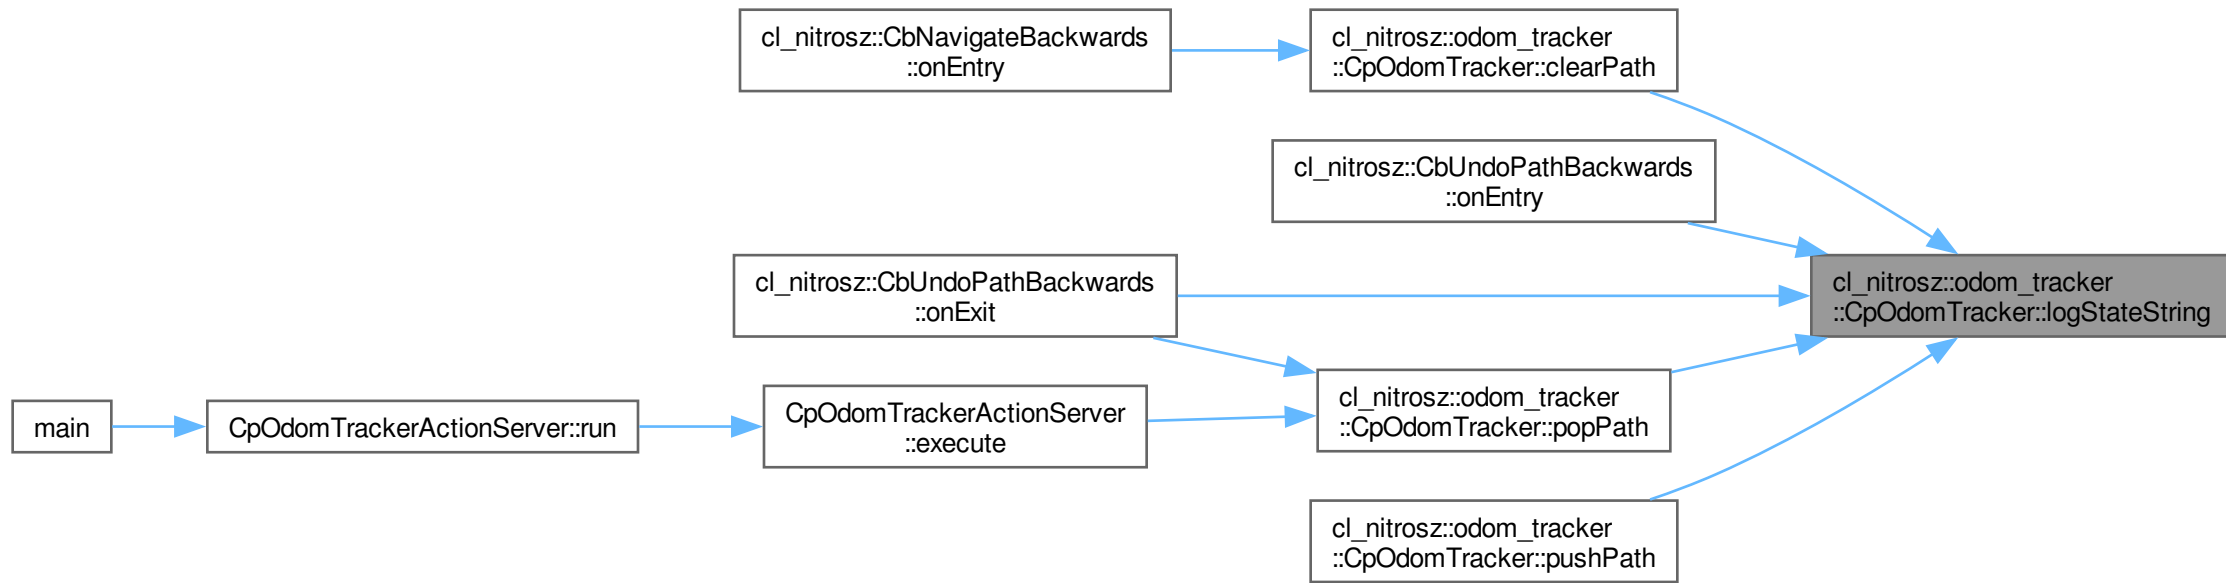 cl_nitrosz::CbNavigateBackwards
::onEntry
cl_nitrosz::odom_tracker
::CpOdomTracker::clearPath
cl_nitrosz::CbUndoPathBackwards
::onEntry
cl_nitrosz::CbUndoPathBackwards
::onExit
cl_nitrosz::odom_tracker
::CpOdomTracker::logStateString
main
CpOdomTrackerActionServer::run
CpOdomTrackerActionServer
::execute
cl_nitrosz::odom_tracker
::CpOdomTracker::popPath
cl_nitrosz::odom_tracker
::CpOdomTracker::pushPath